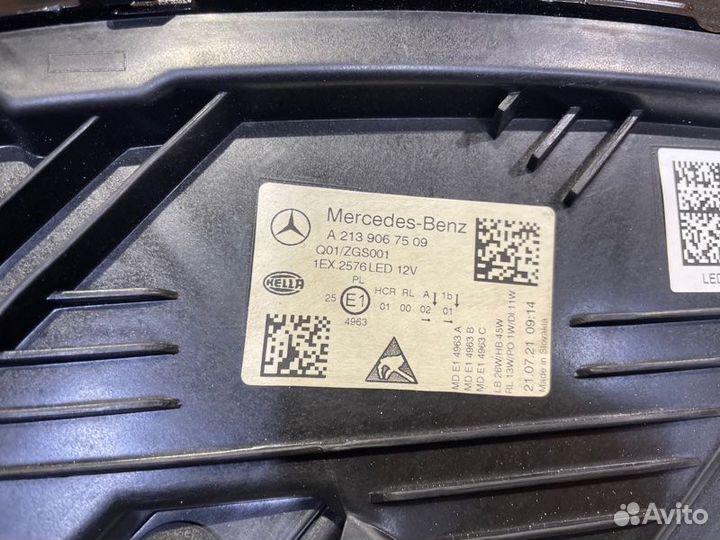 Mercedes-Benz
A 213 906 75 09
Q01/ZGS001
1EX 2576 LED 12V
HELLA
PL
25 E1
4963
HCR RL A 1b
01 00 02 01
MD E1 4963 A
MD E1 4963 B
MD E1 4963 C
LB 26W/HB 45W
RL 13W/PO 1W/DI 11W
21.07.21 09:14
Made in Slovakia
LED
Avito